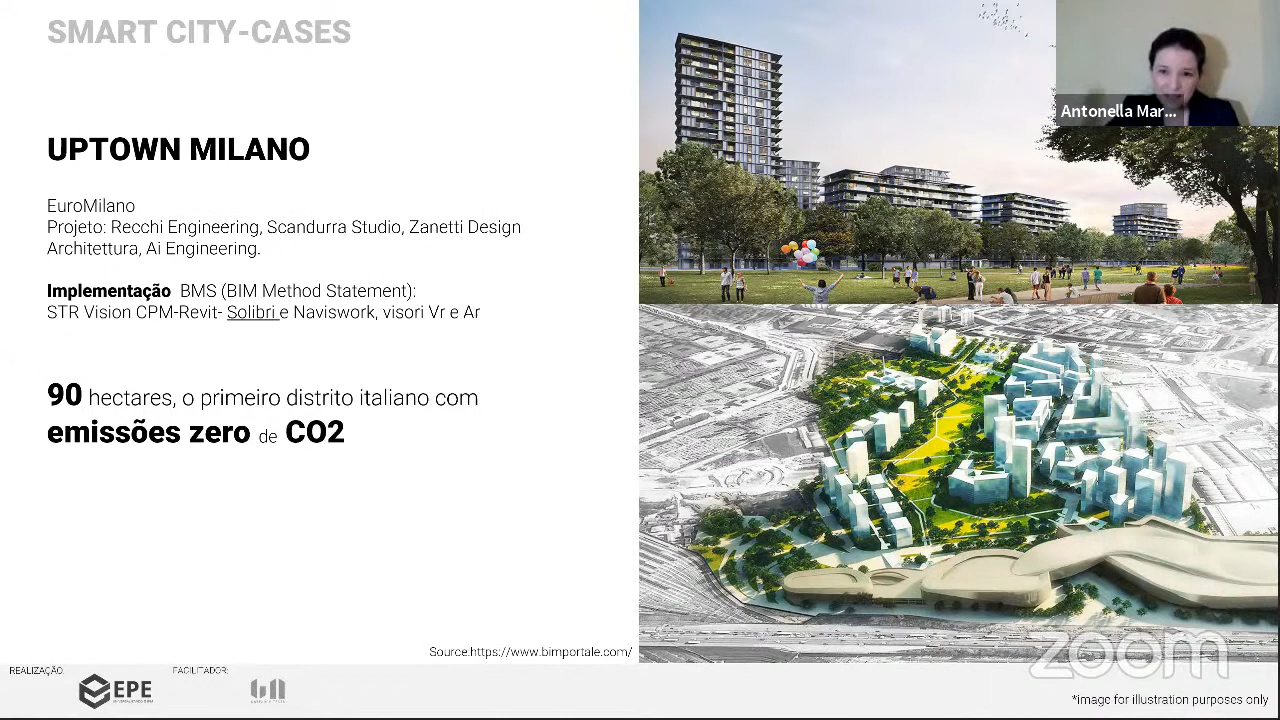 SMART CITY-CASES
UPTOWN MILANO
EuroMilano
Projeto: Recchi Engineering, Scandurra Studio, Zanetti Design
Architettura, Ai Engineering.
Implementação BMS (BIM Method Statement):
STR Vision CPM-Revit- Solibri e Naviswork, visori Vr e Ar
90 hectares, o primeiro distrito italiano com
emissões zero de CO2
Antonella Mar...
Source:https://www.bimportale.com/
zoom
REALIZAÇÃO:
FACILITADOR:
EPE
*image for illustration purposes only